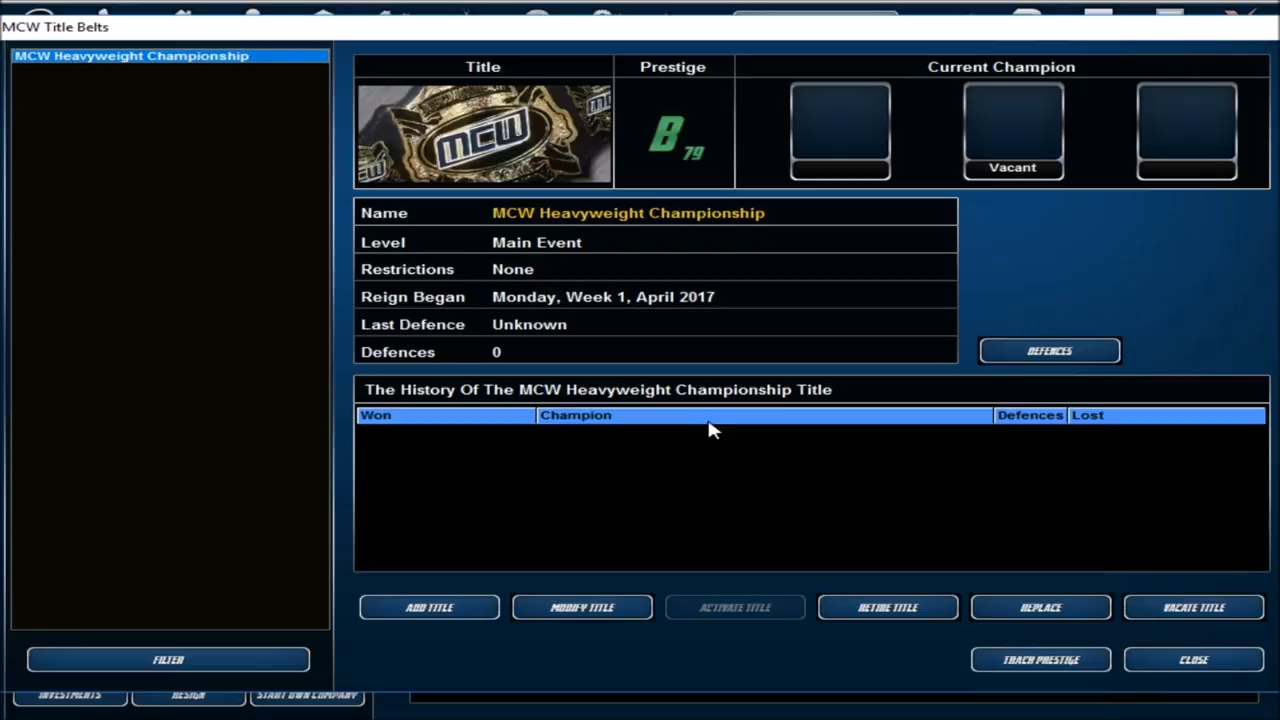 MCW Title Belts
MCW Heavyweight Championship
Title
Prestige
Current Champion
MCW
B 79
Vacant
Name MCW Heavyweight Championship
Level Main Event
Restrictions None
Reign Began Monday, Week 1, April 2017
Last Defence Unknown
Defences 0
DEFENCES
The History Of The MCW Heavyweight Championship Title
Won Champion Defences Lost
ADD TITLE MODIFY TITLE ACTIVATE TITLE RETIRE TITLE REPLACE VACATE TITLE
FILTER TRACK PRESTIGE CLOSE
INVESTMENTS RESIGN START OWN COMPANY